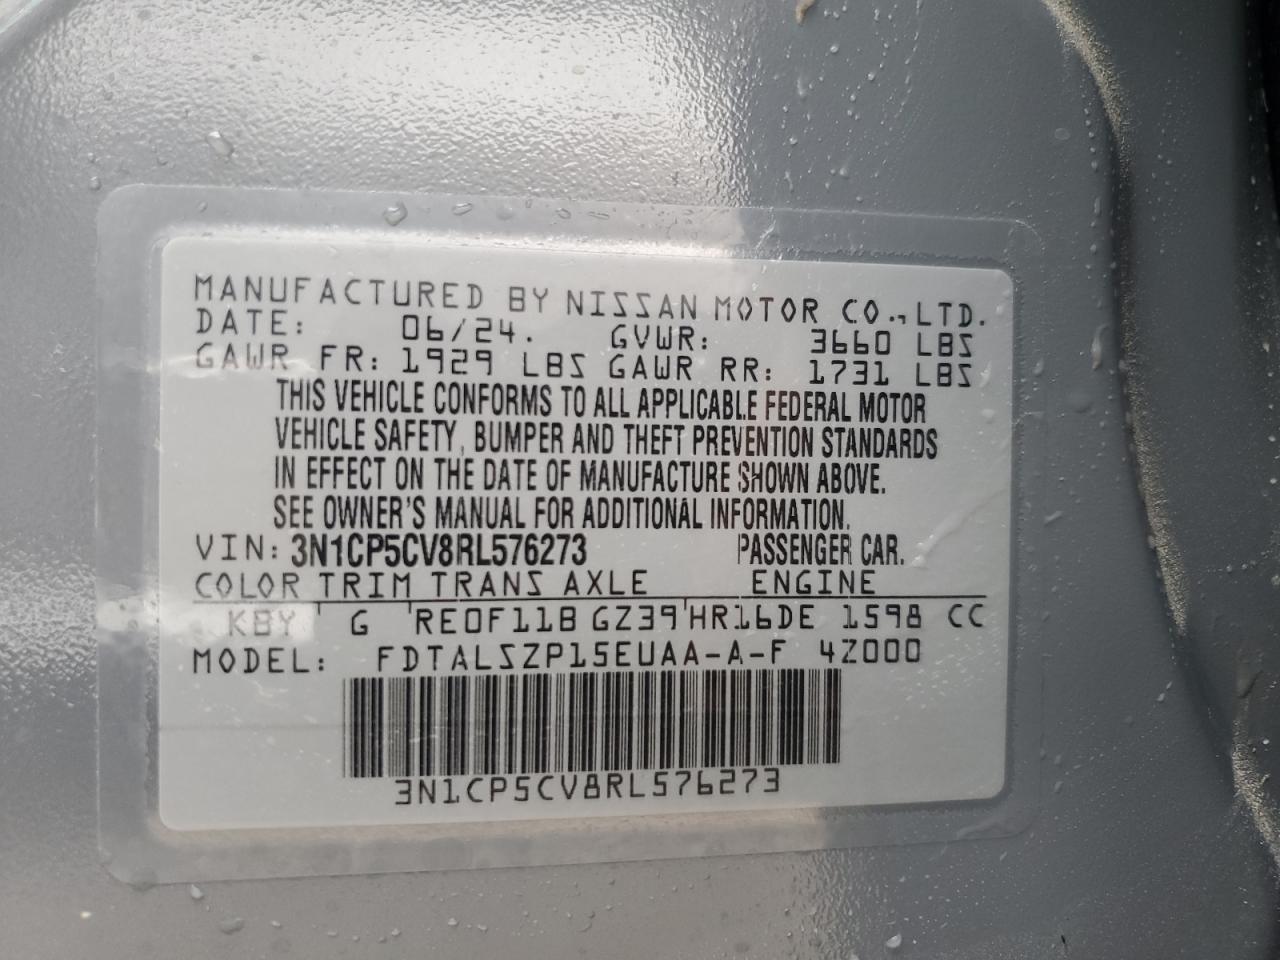 MANUFACTURED BY NISSAN MOTOR CO.,LTD.
DATE: 06/24. GVWR: 3660 LBS
GAWR FR: 1929 LBS GAWR RR: 1731 LBS
THIS VEHICLE CONFORMS TO ALL APPLICABLE FEDERAL MOTOR
VEHICLE SAFETY, BUMPER AND THEFT PREVENTION STANDARDS
IN EFFECT ON THE DATE OF MANUFACTURE SHOWN ABOVE.
SEE OWNER'S MANUAL FOR ADDITIONAL INFORMATION.
VIN: 3N1CP5CV8RL576273 PASSENGER CAR.
COLOR TRIM TRANS AXLE ENGINE
KBY G RE0F11B GZ39 HR16DE 1598 CC
MODEL: FDTALSZP15EUAA-A-F 4Z000
3N1CP5CV8RL576273